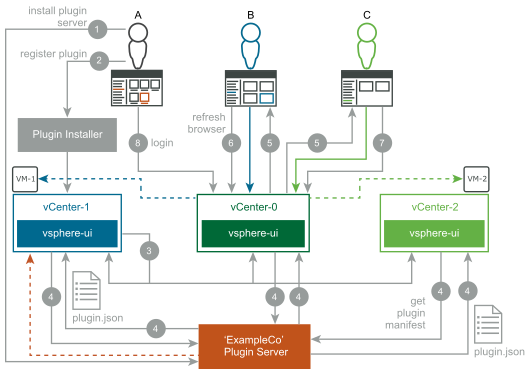 A
B
C
install plugin
server
1
register plugin
2
Plugin Installer
8
login
refresh
browser
6
5
5
7
VM-1
VM-2
vCenter-1
vsphere-ui
vCenter-0
vsphere-ui
vCenter-2
vsphere-ui
3
4
4
4
4
4
4
plugin.json
get
plugin
manifest
plugin.json
'ExampleCo'
Plugin Server